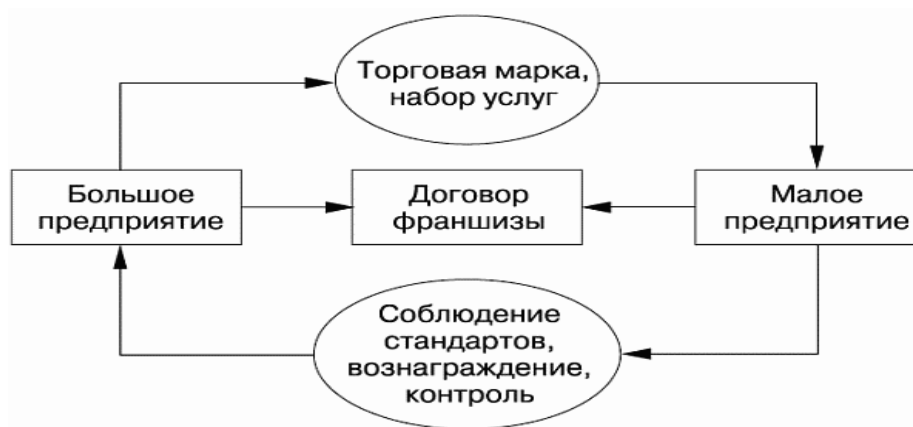 Торговая марка,
набор услуг
Большое
предприятие
Договор
франшизы
Малое
предприятие
Соблюдение
стандартов,
вознаграждение,
контроль